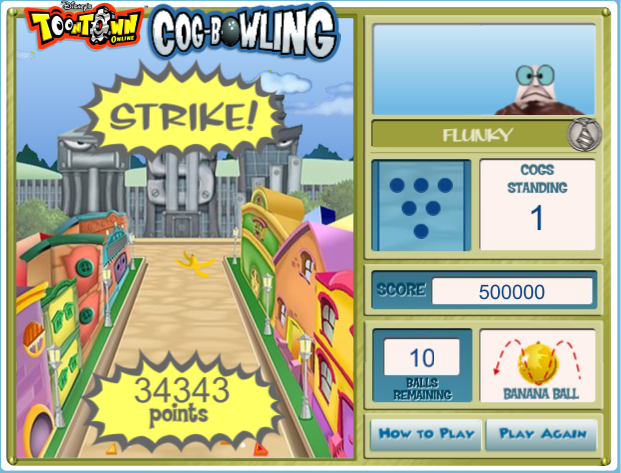 Disney's
TOONTOWN
ONLINE
COG-BOWLING
STRIKE!
FLUNKY
COGS
STANDING
1
SCORE 500000
10
BALLS
REMAINING
BANANA BALL
34343
points
HOW TO PLAY
PLAY AGAIN